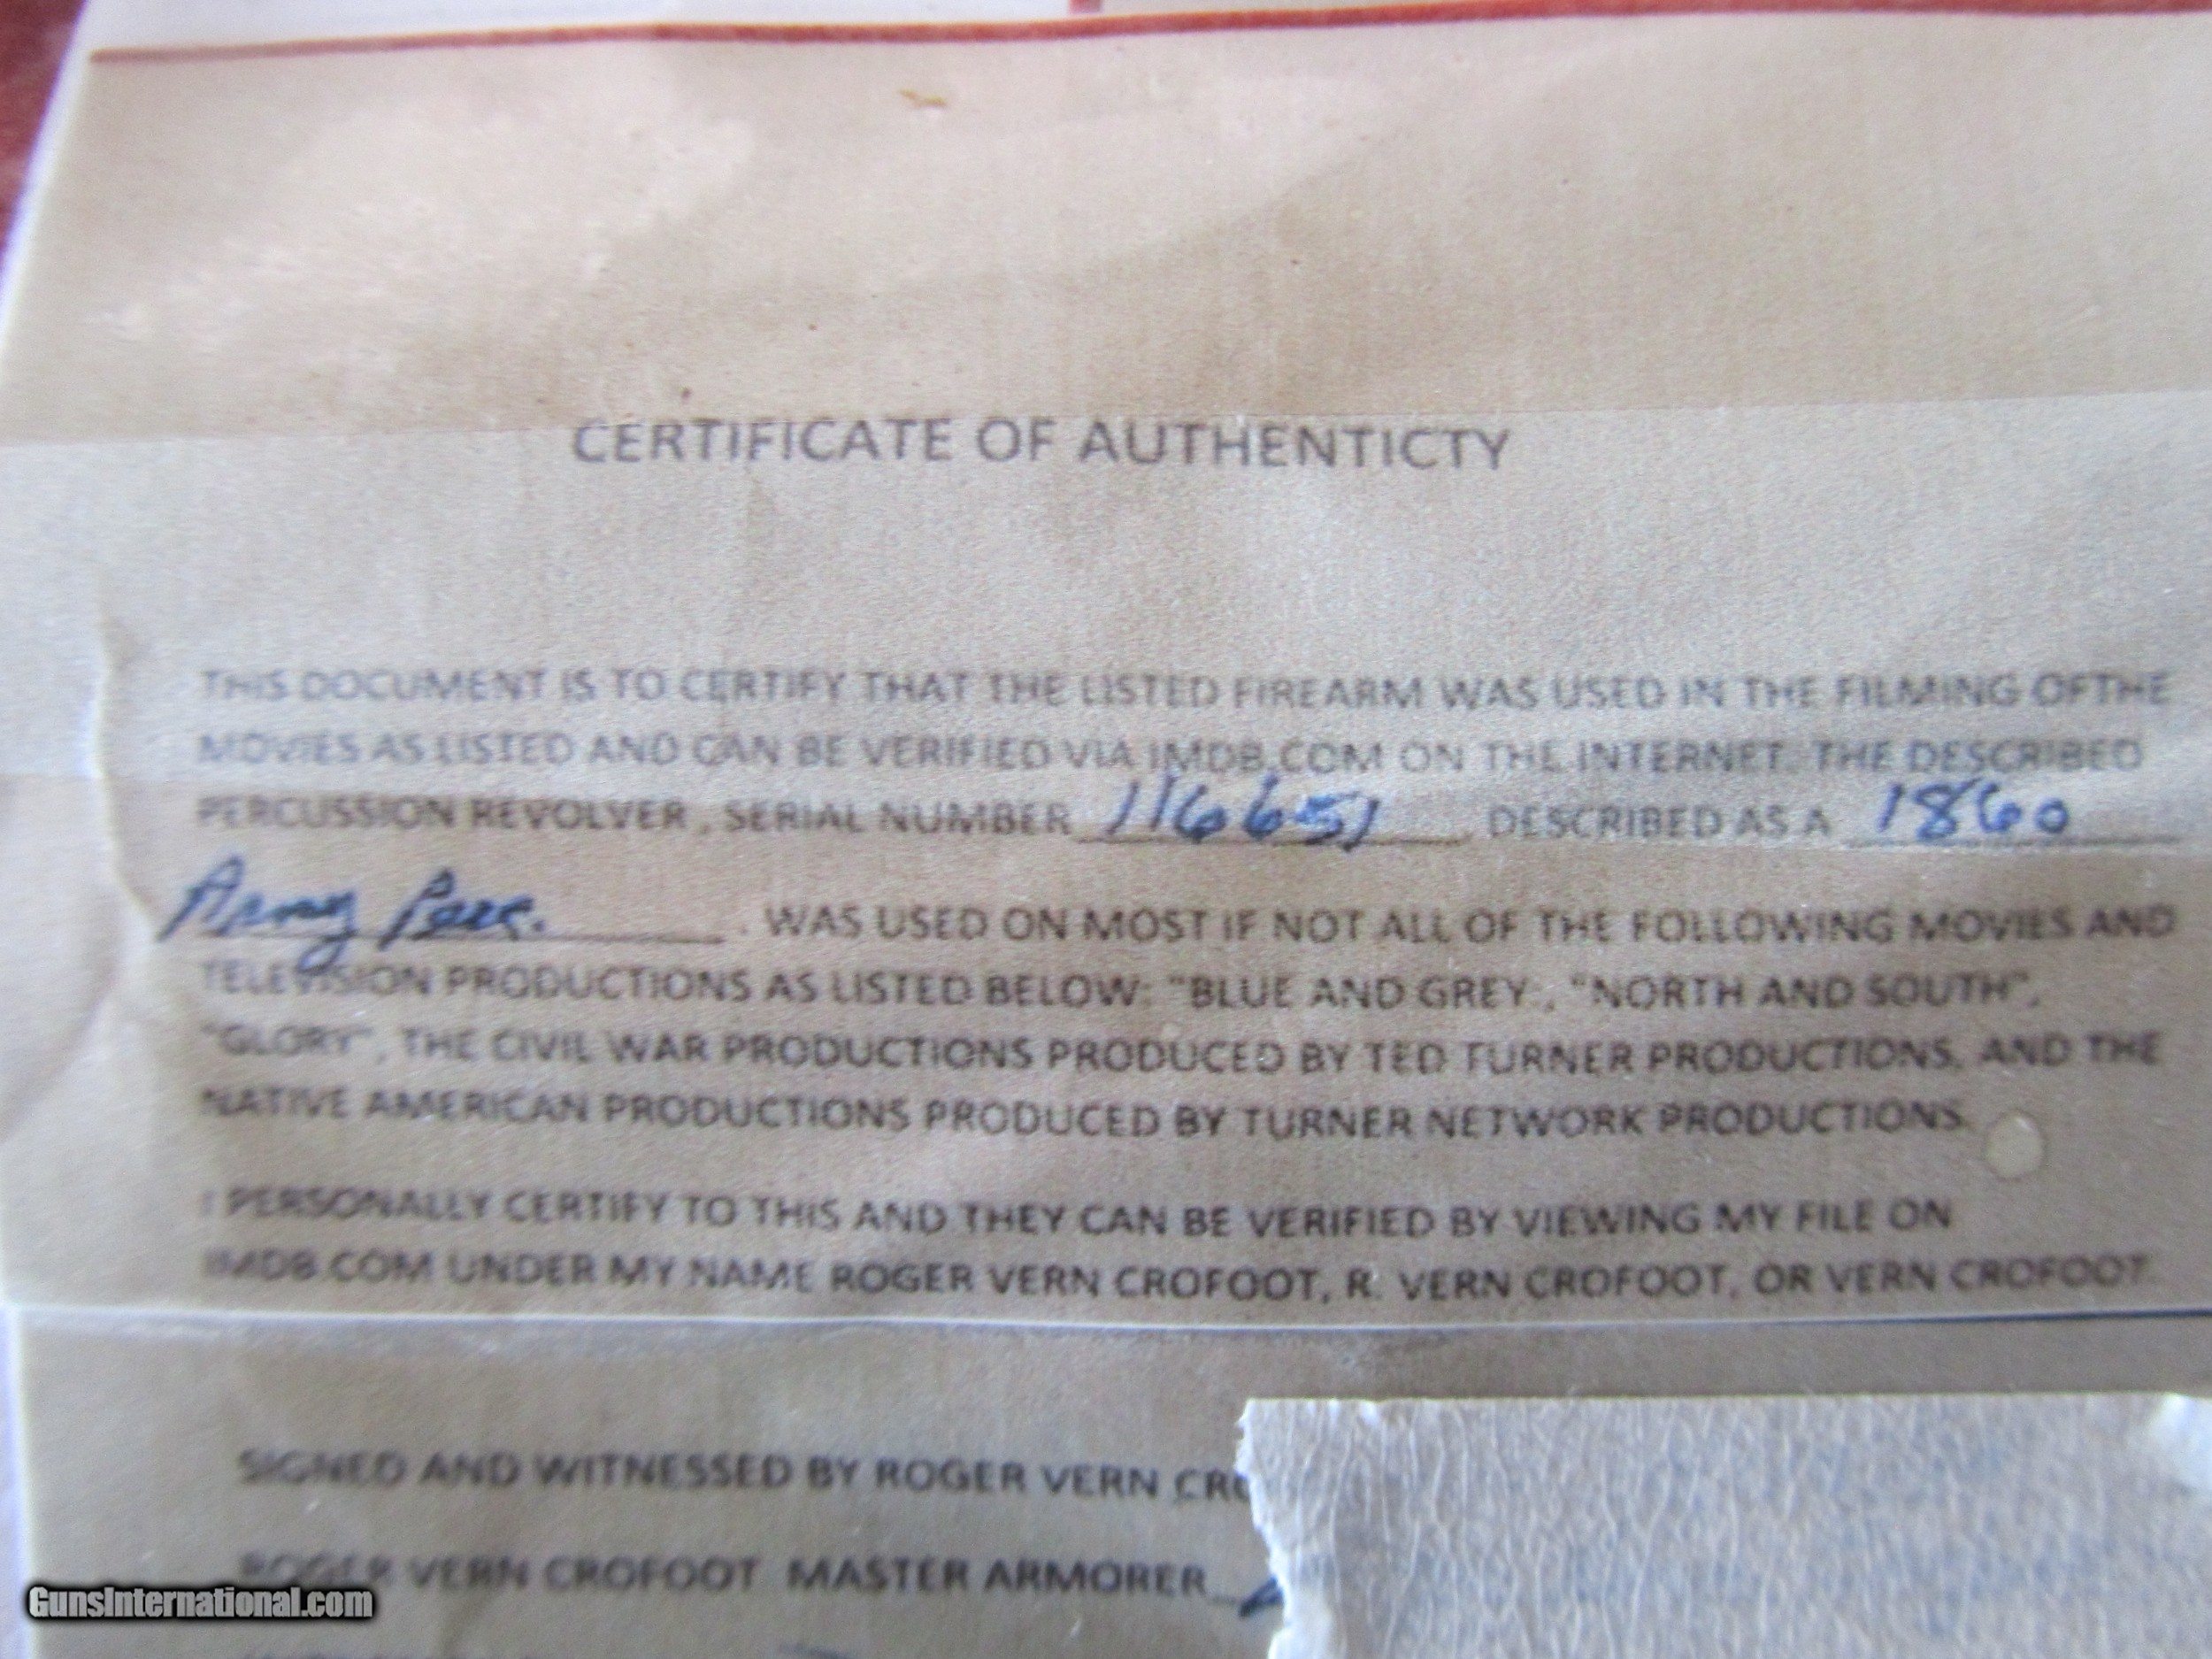 CERTIFICATE OF AUTHENTICTY
THIS DOCUMENT IS TO CERTIFY THAT THE LISTED FIREARM WAS USED IN THE FILMING OFTHE
MOVIES AS LISTED AND CAN BE VERIFIED VIA IMDB.COM ON THE INTERNET. THE DESCRIBED
PERCUSSION REVOLVER , SERIAL NUMBER 116651 DESCRIBED AS A 1860
Army Perc. . WAS USED ON MOST IF NOT ALL OF THE FOLLOWING MOVIES AND
TELEVISION PRODUCTIONS AS LISTED BELOW: "BLUE AND GREY , "NORTH AND SOUTH",
"GLORY", THE CIVIL WAR PRODUCTIONS PRODUCED BY TED TURNER PRODUCTIONS, AND THE
NATIVE AMERICAN PRODUCTIONS PRODUCED BY TURNER NETWORK PRODUCTIONS.
I PERSONALLY CERTIFY TO THIS AND THEY CAN BE VERIFIED BY VIEWING MY FILE ON
IMDB.COM UNDER MY NAME ROGER VERN CROFOOT, R. VERN CROFOOT, OR VERN CROFOOT
SIGNED AND WITNESSED BY ROGER VERN CRO
ROGER VERN CROFOOT MASTER ARMORER
GunsInternational.com